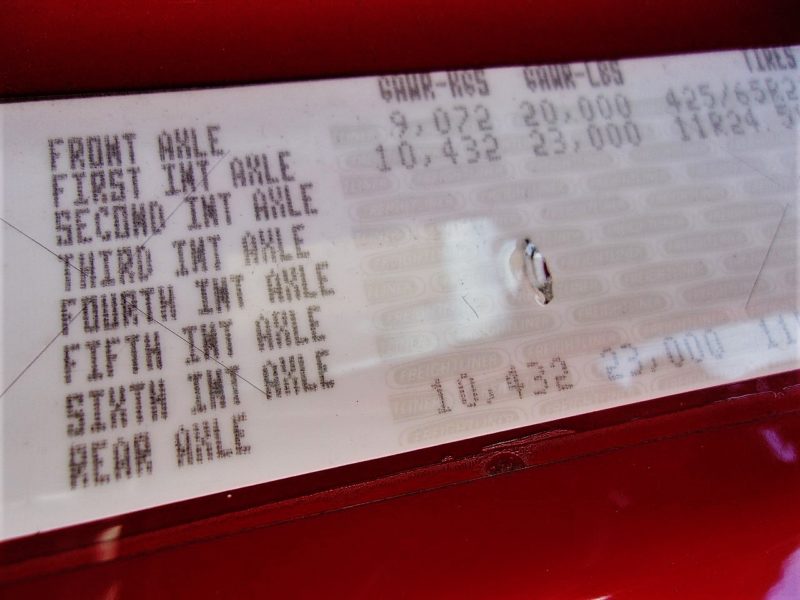 GAWR-KGS GAWR-LBS TIRES
FRONT AXLE 9,072 20,000 425/65R2
FIRST INT AXLE 10,432 23,000 11R24.5
SECOND INT AXLE
THIRD INT AXLE
FOURTH INT AXLE
FIFTH INT AXLE
SIXTH INT AXLE
REAR AXLE 10,432 23,000 11